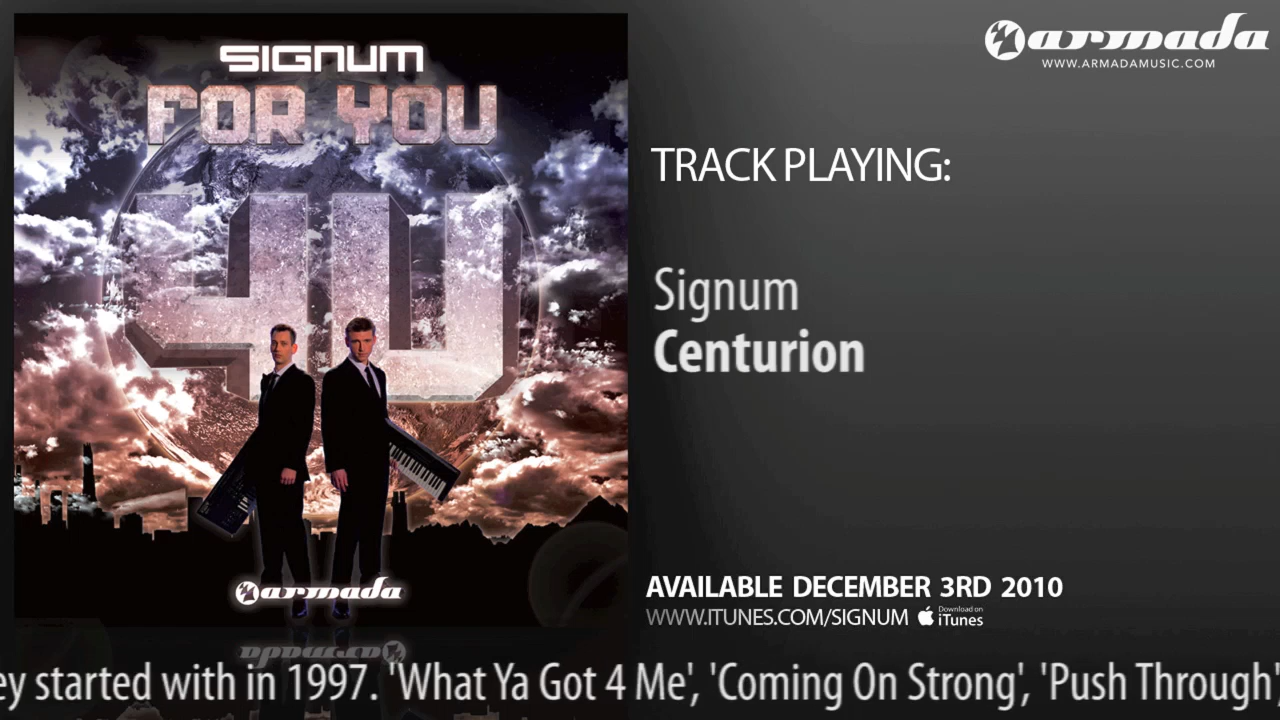 SIGNUM
FOR YOU
4U
armada
armada
WWW.ARMADAMUSIC.COM
TRACK PLAYING:
Signum
Centurion
AVAILABLE DECEMBER 3RD 2010
WWW.ITUNES.COM/SIGNUM Download on iTunes
ey started with in 1997. 'What Ya Got 4 Me', 'Coming On Strong', 'Push Through',